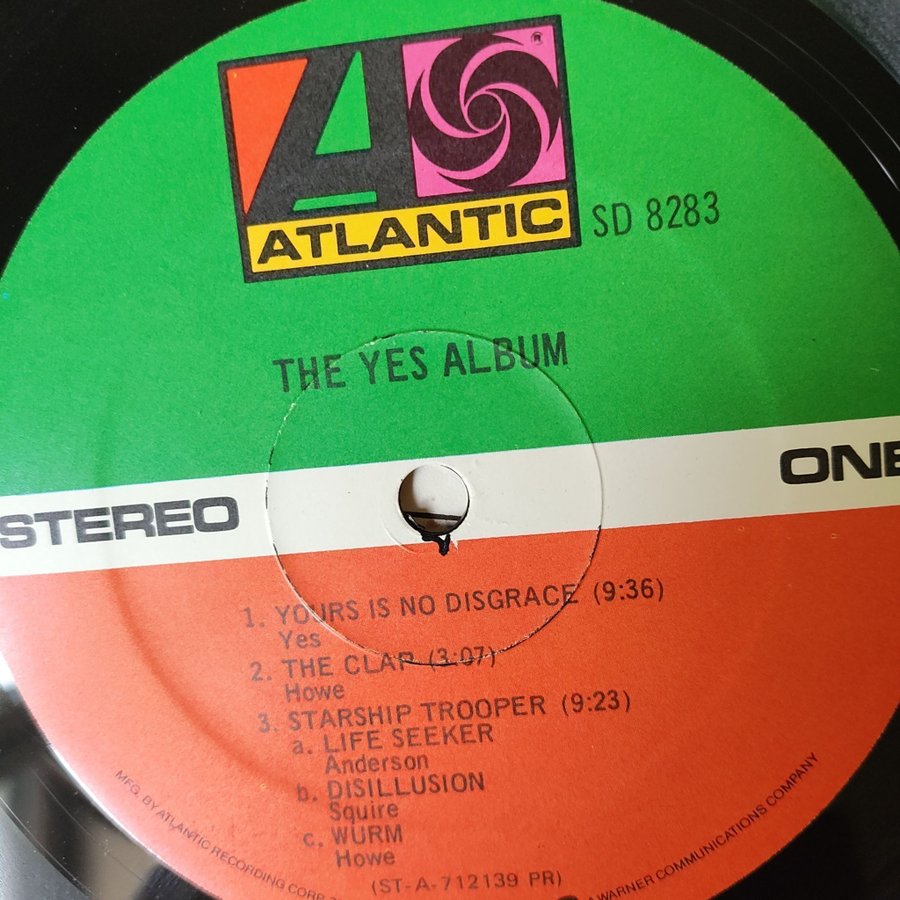 A
®
ATLANTIC
SD 8283
THE YES ALBUM
STEREO
ONE
1. YOURS IS NO DISGRACE (9:36)
Yes
2. THE CLAP (3:07)
Howe
3. STARSHIP TROOPER (9:23)
a. LIFE SEEKER
Anderson
b. DISILLUSION
Squire
c. WURM
Howe
(ST-A-712139 PR)
MFG. BY ATLANTIC RECORDING CORP.
A WARNER COMMUNICATIONS COMPANY